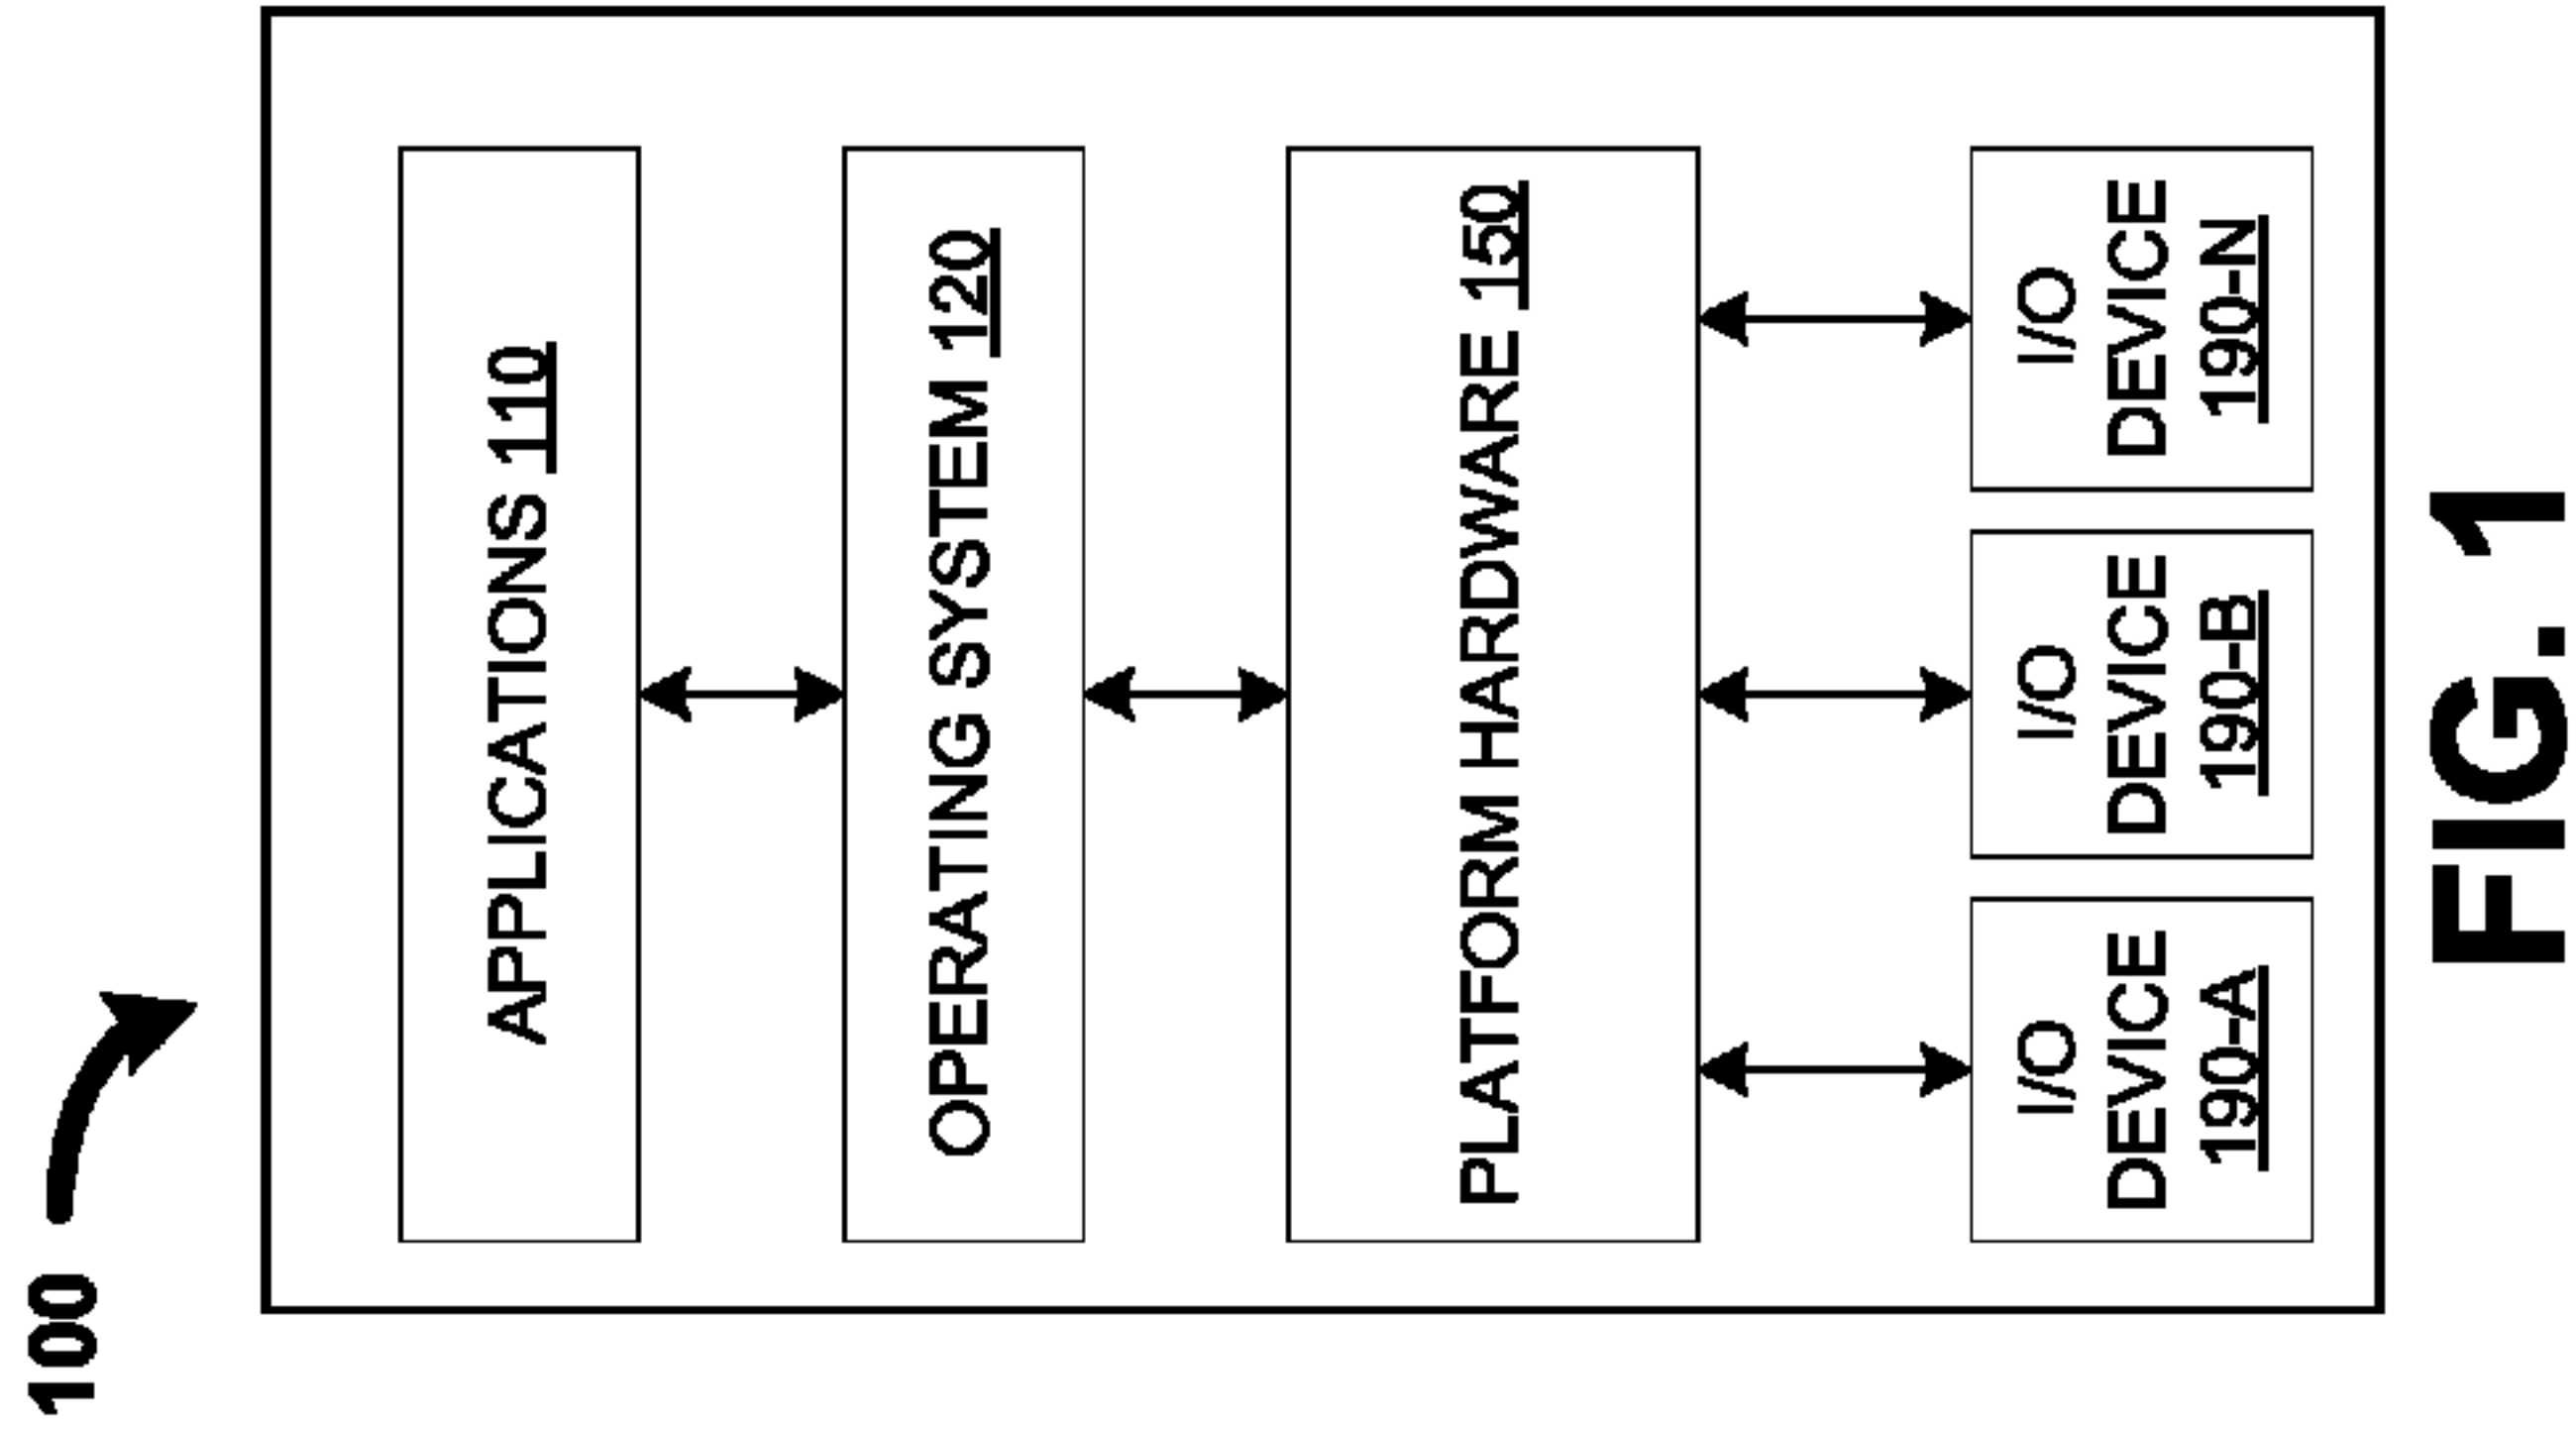 100
APPLICATIONS 110
OPERATING SYSTEM 120
PLATFORM HARDWARE 150
I/O
DEVICE
190-A
I/O
DEVICE
190-B
I/O
DEVICE
190-N
FIG. 1